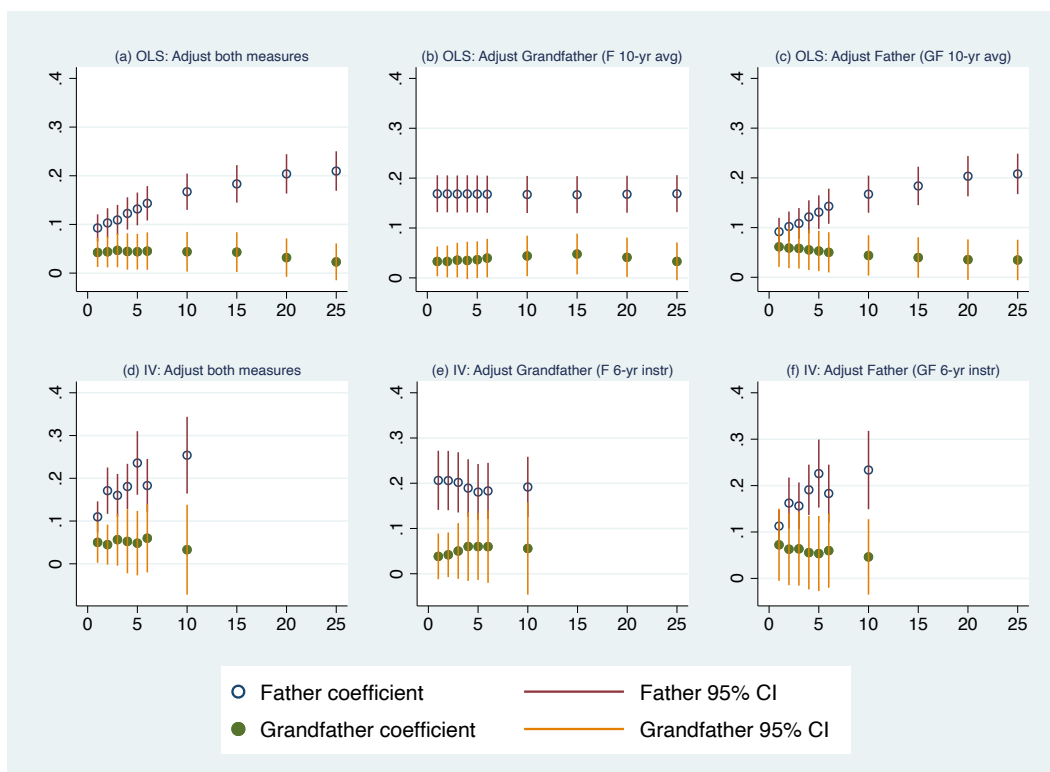 (a) OLS: Adjust both measures
(b) OLS: Adjust Grandfather (F 10-yr avg)
(c) OLS: Adjust Father (GF 10-yr avg)
.4
.3
.2
.1
0
0 5 10 15 20 25
.4
.3
.2
.1
0
0 5 10 15 20 25
.4
.3
.2
.1
0
0 5 10 15 20 25
(d) IV: Adjust both measures
(e) IV: Adjust Grandfather (F 6-yr instr)
(f) IV: Adjust Father (GF 6-yr instr)
.4
.3
.2
.1
0
0 5 10 15 20 25
.4
.3
.2
.1
0
0 5 10 15 20 25
.4
.3
.2
.1
0
0 5 10 15 20 25
Father coefficient
Father 95% CI
Grandfather coefficient
Grandfather 95% CI